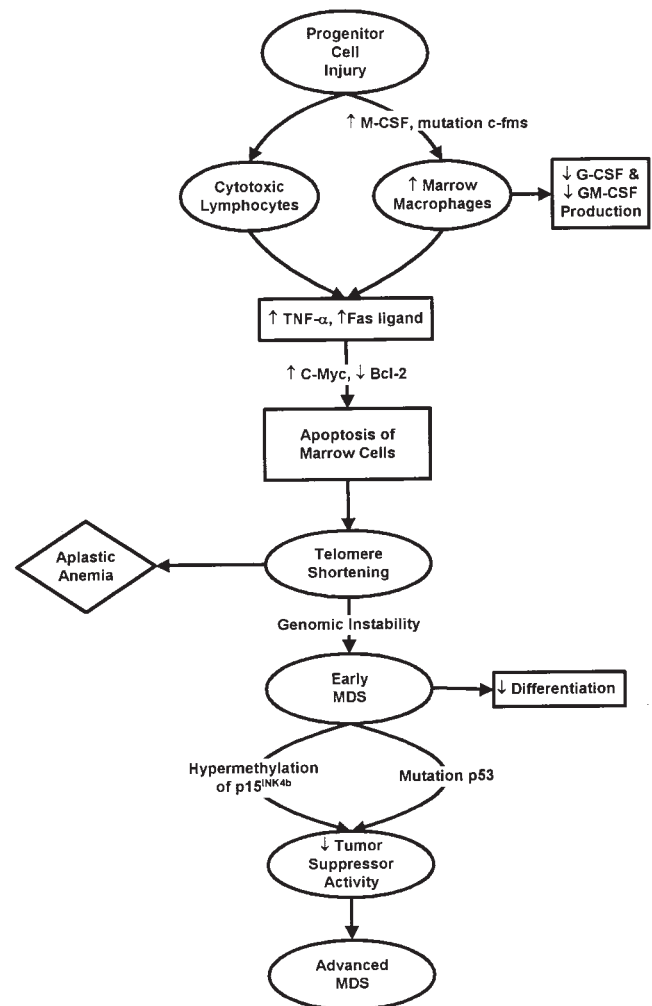 Progenitor
Cell
Injury
↑ M-CSF, mutation c-fms
Cytotoxic
Lymphocytes
↑ Marrow
Macrophages
↓ G-CSF &
↓ GM-CSF
Production
↑ TNF-α, ↑Fas ligand
↑ C-Myc, ↓ Bcl-2
Apoptosis of
Marrow Cells
Aplastic
Anemia
Telomere
Shortening
Genomic Instability
Early
MDS
↓ Differentiation
Hypermethylation
of p15INK4b
Mutation p53
↓ Tumor
Suppressor
Activity
Advanced
MDS